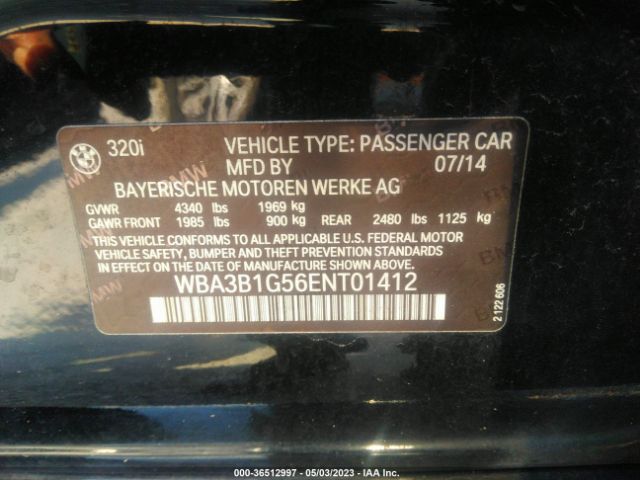 320i VEHICLE TYPE: PASSENGER CAR
MFD BY 07/14
BAYERISCHE MOTOREN WERKE AG
GVWR 4340 lbs 1969 kg
GAWR FRONT 1985 lbs 900 kg REAR 2480 lbs 1125 kg
THIS VEHICLE CONFORMS TO ALL APPLICABLE U.S. FEDERAL MOTOR
VEHICLE SAFETY, BUMPER AND THEFT PREVENTION STANDARDS
IN EFFECT ON THE DATE OF MANUFACTURE SHOWN ABOVE.
WBA3B1G56ENT01412
2 122 606
000-36512997 - 05/03/2023 - IAA Inc.